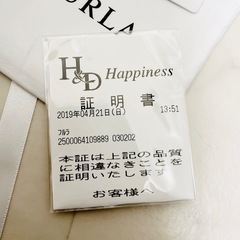 FURLA
H&D Happiness
証明書
2019年04月21日(日) 13:51
フルラ
2500064109889 030202
本証は上記の品質
に相違なきことを
証明いたします
お客様へ